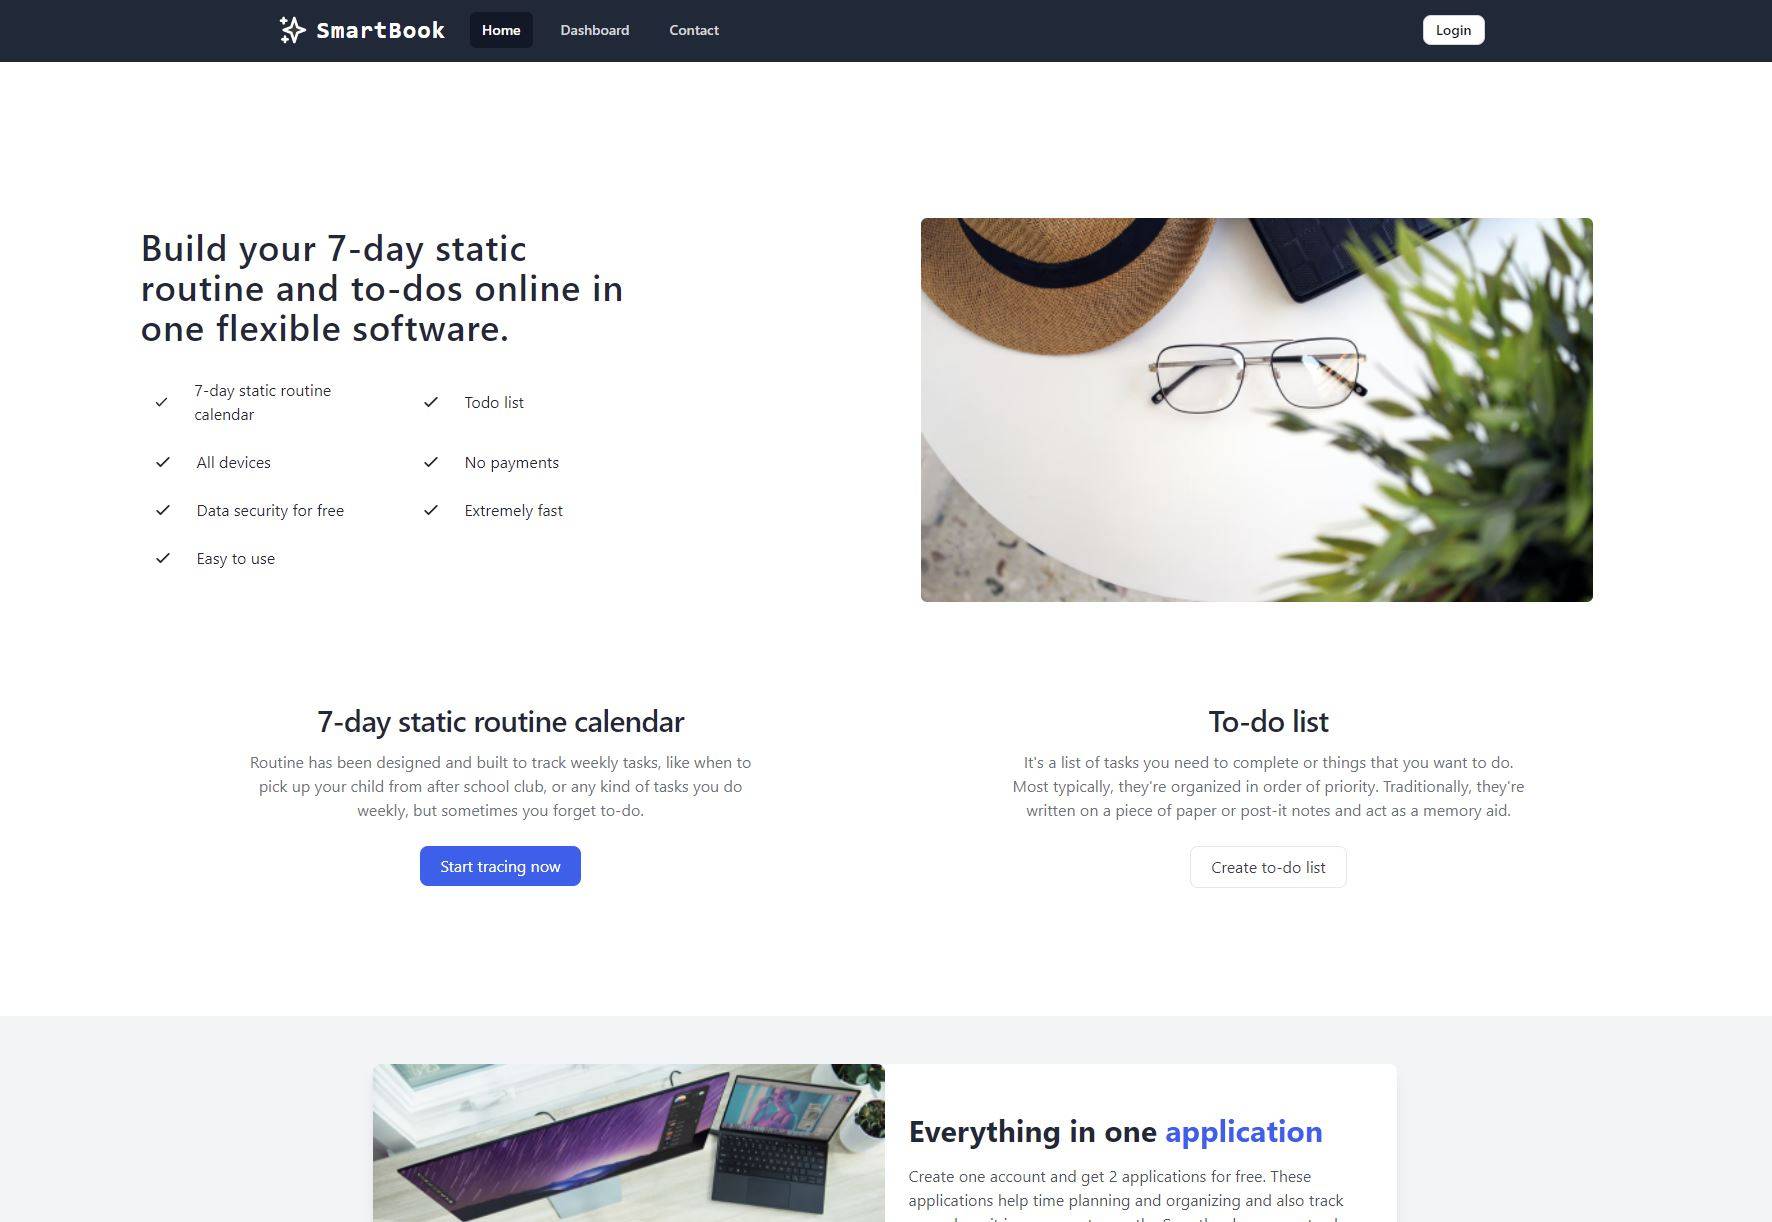 SmartBook
Home
Dashboard
Contact
Login
Build your 7-day static
routine and to-dos online in
one flexible software.
7-day static routine
calendar
Todo list
All devices
No payments
Data security for free
Extremely fast
Easy to use
7-day static routine calendar
Routine has been designed and built to track weekly tasks, like when to
pick up your child from after school club, or any kind of tasks you do
weekly, but sometimes you forget to-do.
Start tracing now
To-do list
It's a list of tasks you need to complete or things that you want to do.
Most typically, they're organized in order of priority. Traditionally, they're
written on a piece of paper or post-it notes and act as a memory aid.
Create to-do list
Everything in one application
Create one account and get 2 applications for free. These
applications help time planning and organizing and also track